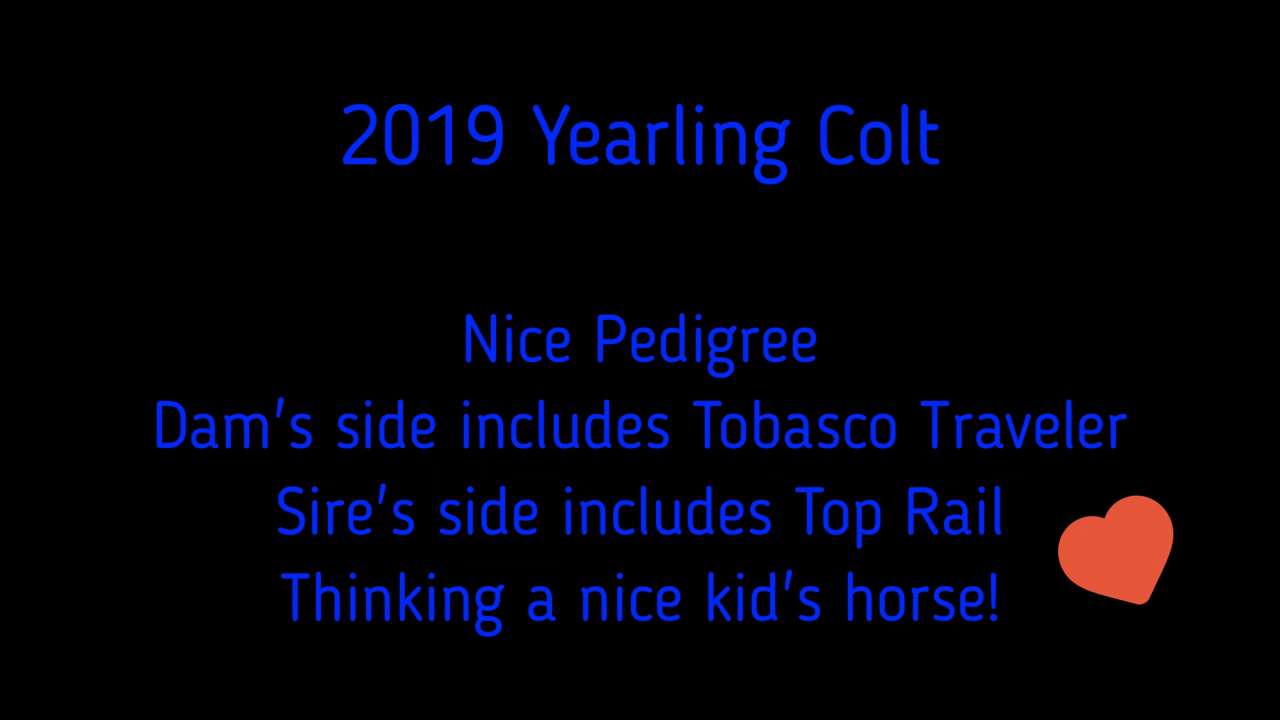 2019 Yearling Colt
Nice Pedigree
Dam's side includes Tobasco Traveler
Sire's side includes Top Rail
Thinking a nice kid's horse!